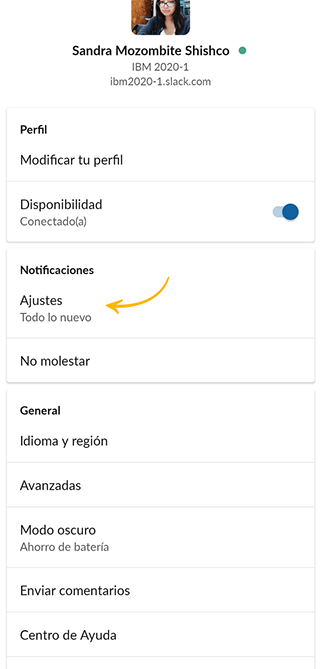 Sandra Mozombite Shishco
IBM 2020-1
ibm2020-1.slack.com
Perfil
Modificar tu perfil
Disponibilidad
Conectado(a)
Notificaciones
Ajustes
Todo lo nuevo
No molestar
General
Idioma y región
Avanzadas
Modo oscuro
Ahorro de batería
Enviar comentarios
Centro de Ayuda